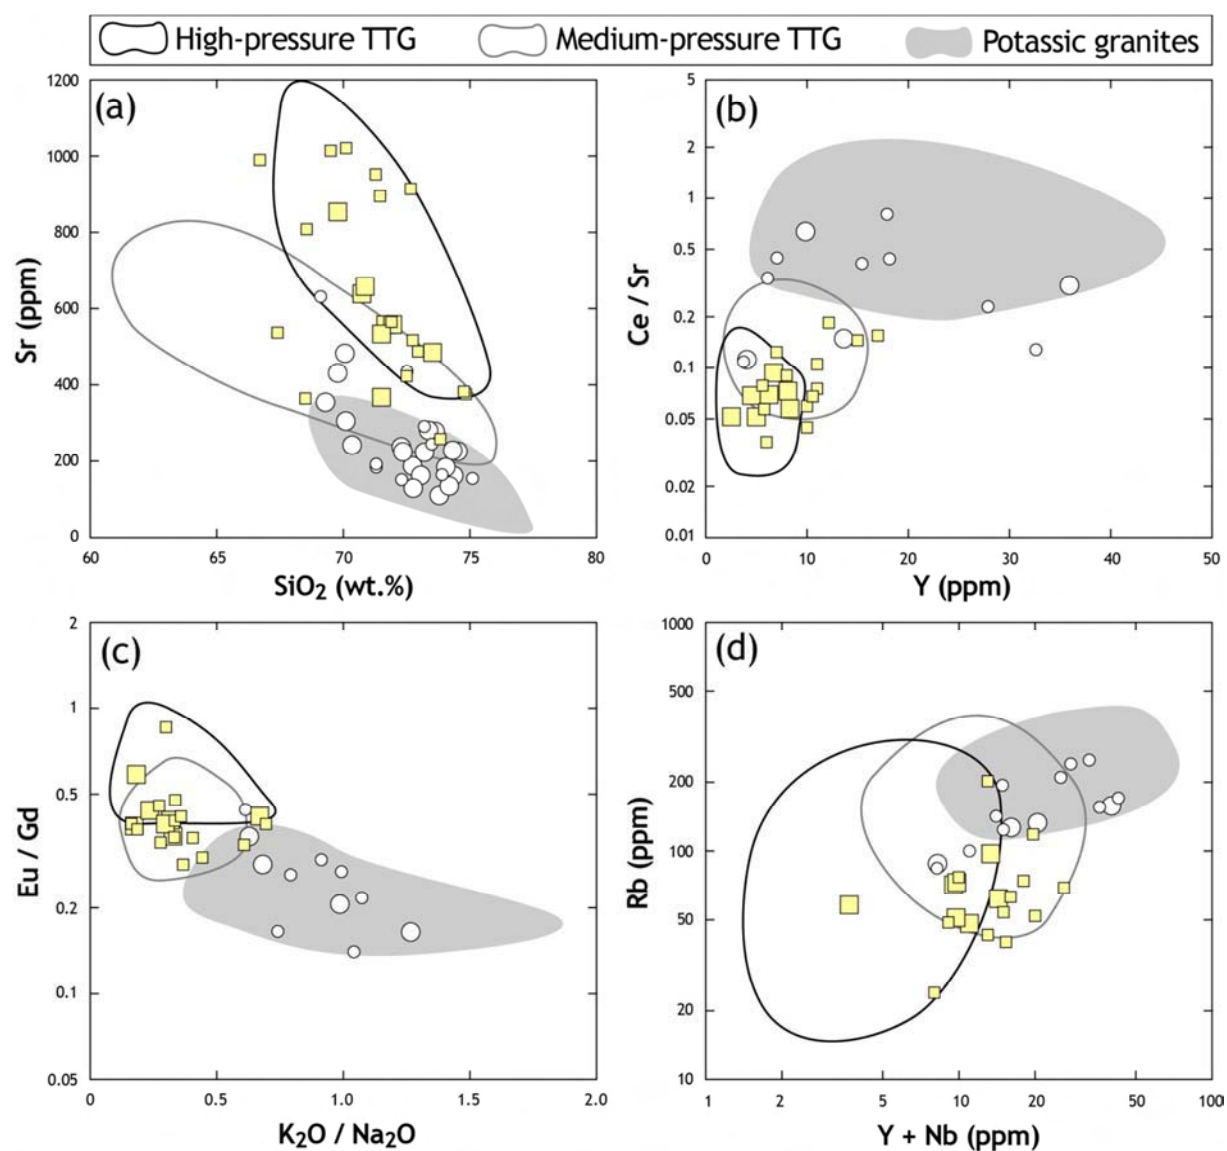 High-pressure TTG Medium-pressure TTG Potassic granites
(a)
1200
1000
800
600
400
200
0
Sr (ppm)
60 65 70 75 80
SiO2 (wt.%)
(b)
5
2
1
0.5
0.2
0.1
0.05
0.02
0.01
Ce / Sr
0 10 20 30 40 50
Y (ppm)
(c)
2
1
0.5
0.2
0.1
0.05
Eu / Gd
0 0.5 1.0 1.5 2.0
K2O / Na2O
(d)
1000
500
200
100
50
20
10
Rb (ppm)
1 2 5 10 20 50 100
Y + Nb (ppm)